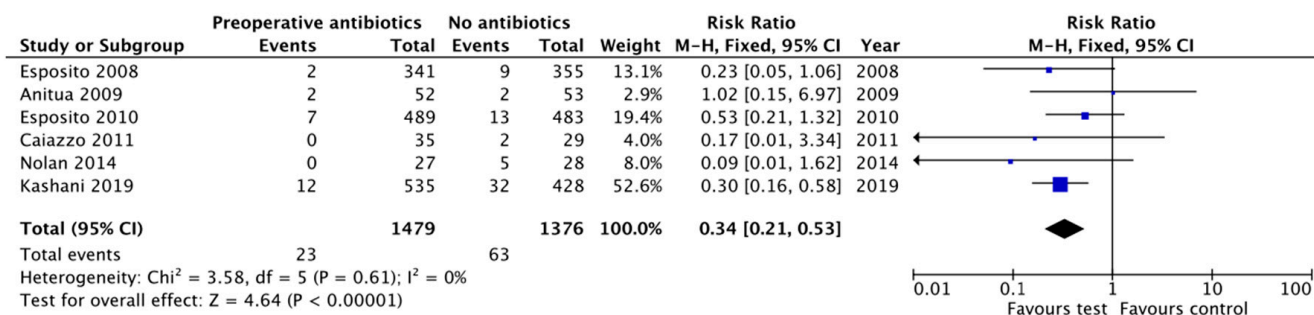 Preoperative antibiotics No antibiotics Risk Ratio Risk Ratio
Study or Subgroup Events Total Events Total Weight M-H, Fixed, 95% CI Year M-H, Fixed, 95% CI
Esposito 2008 2 341 9 355 13.1% 0.23 [0.05, 1.06] 2008
Anitua 2009 2 52 2 53 2.9% 1.02 [0.15, 6.97] 2009
Esposito 2010 7 489 13 483 19.4% 0.53 [0.21, 1.32] 2010
Caiazzo 2011 0 35 2 29 4.0% 0.17 [0.01, 3.34] 2011
Nolan 2014 0 27 5 28 8.0% 0.09 [0.01, 1.62] 2014
Kashani 2019 12 535 32 428 52.6% 0.30 [0.16, 0.58] 2019
Total (95% CI) 1479 1376 100.0% 0.34 [0.21, 0.53]
Total events 23 63
Heterogeneity: Chi² = 3.58, df = 5 (P = 0.61); I² = 0%
Test for overall effect: Z = 4.64 (P < 0.00001)
0.01 0.1 1 10 100
Favours test Favours control